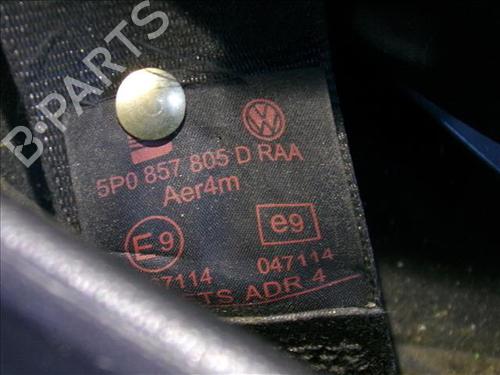 B-PARTS
5P0 857 805 D RAA
Aer4m
E9 e9
047114
ADR 4